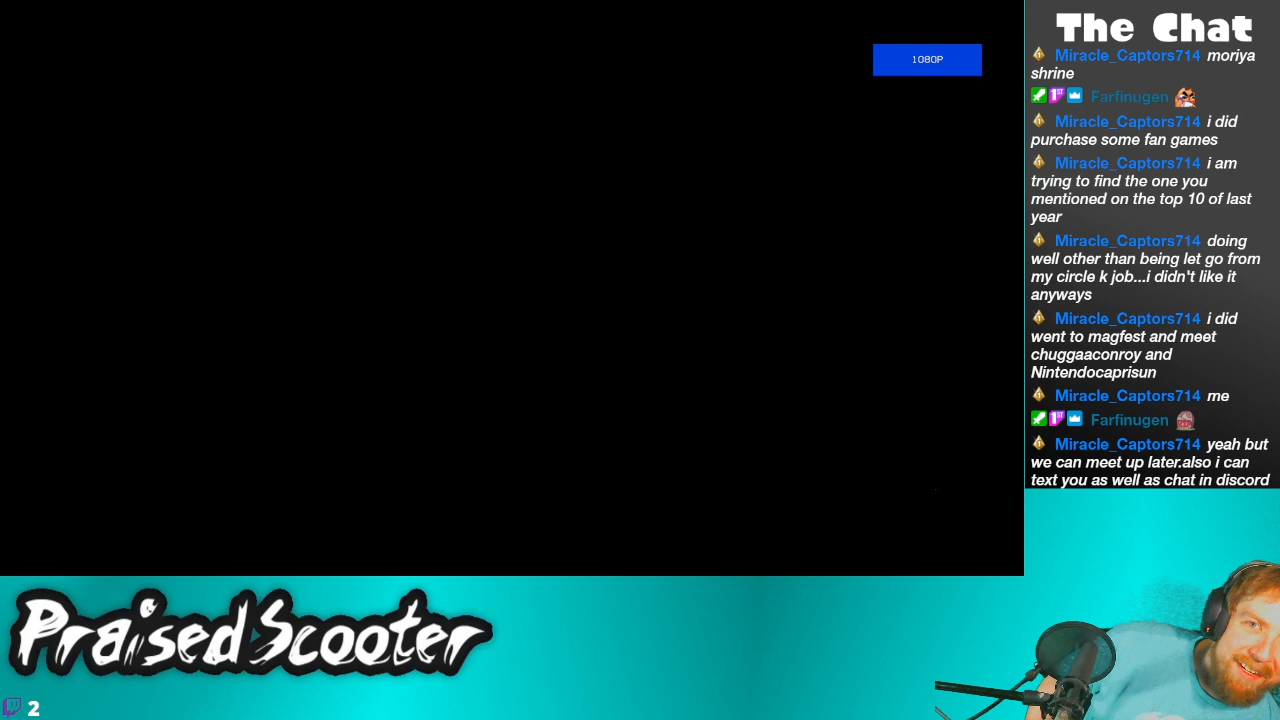 1080P
The Chat
Miracle_Captors714 moriya
shrine
Farfinugen
Miracle_Captors714 i did
purchase some fan games
Miracle_Captors714 i am
trying to find the one you
mentioned on the top 10 of last
year
Miracle_Captors714 doing
well other than being let go from
my circle k job...i didn't like it
anyways
Miracle_Captors714 i did
went to magfest and meet
chuggaaconroy and
Nintendocaprisun
Miracle_Captors714 me
Farfinugen
Miracle_Captors714 yeah but
we can meet up later.also i can
text you as well as chat in discord
PraisedScooter
2